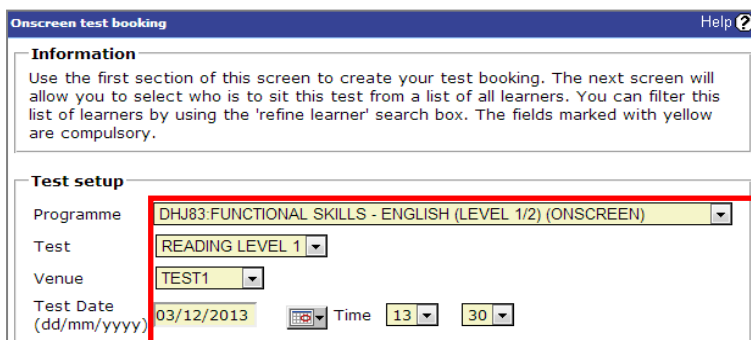 Onscreen test booking Help ?
Information
Use the first section of this screen to create your test booking. The next screen will
allow you to select who is to sit this test from a list of all learners. You can filter this
list of learners by using the 'refine learner' search box. The fields marked with yellow
are compulsory.
Test setup
Programme DHJ83:FUNCTIONAL SKILLS - ENGLISH (LEVEL 1/2) (ONSCREEN)
Test READING LEVEL 1
Venue TEST1
Test Date
(dd/mm/yyyy) 03/12/2013 Time 13 30